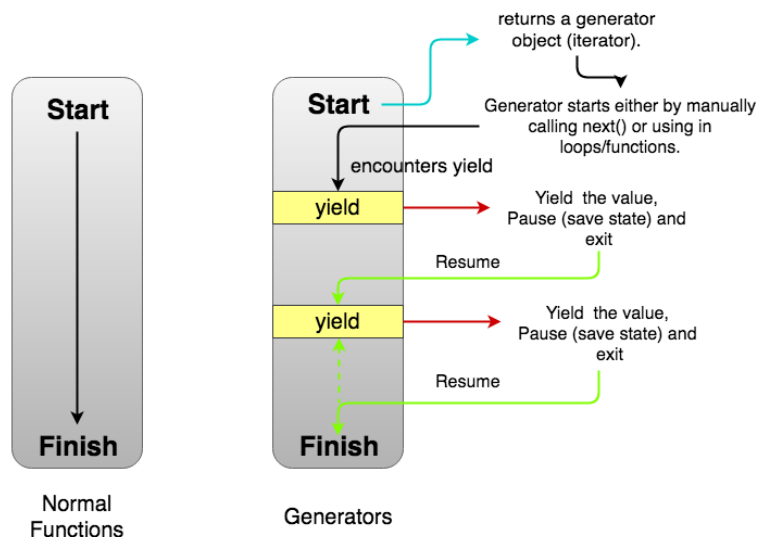 returns a generator
object (iterator).
Start
Start
Generator starts either by manually
calling next() or using in
loops/functions.
encounters yield
yield
Yield the value,
Pause (save state) and
exit
Resume
yield
Yield the value,
Pause (save state) and
exit
Resume
Finish
Finish
Normal
Functions
Generators